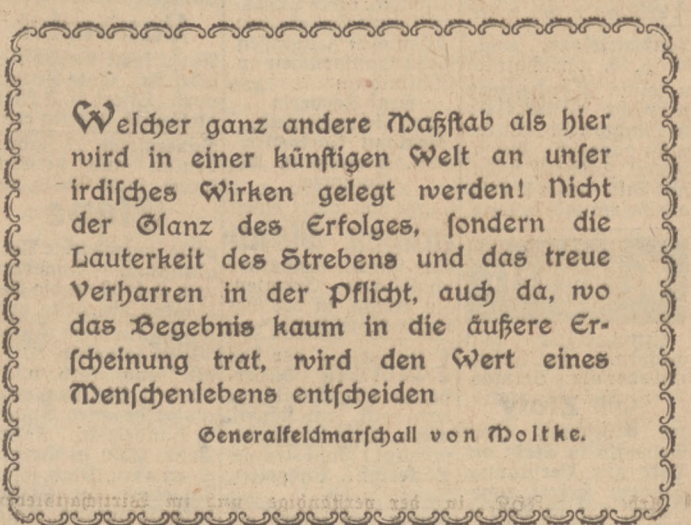 Welcher ganz andere Maßſtab als hier
wird in einer künſtigen Welt an unſer
irdiſches Wirken gelegt werden! Nicht
der Glanz des Erfolges, ſondern die
Lauterkeit des Strebens und das treue
Verharren in der Pflicht, auch da, wo
das Begebnis kaum in die äußere Er-
ſcheinung trat, wird den Wert eines
Menſchenlebens entſcheiden
Generalfeldmarſchall von Moltke.